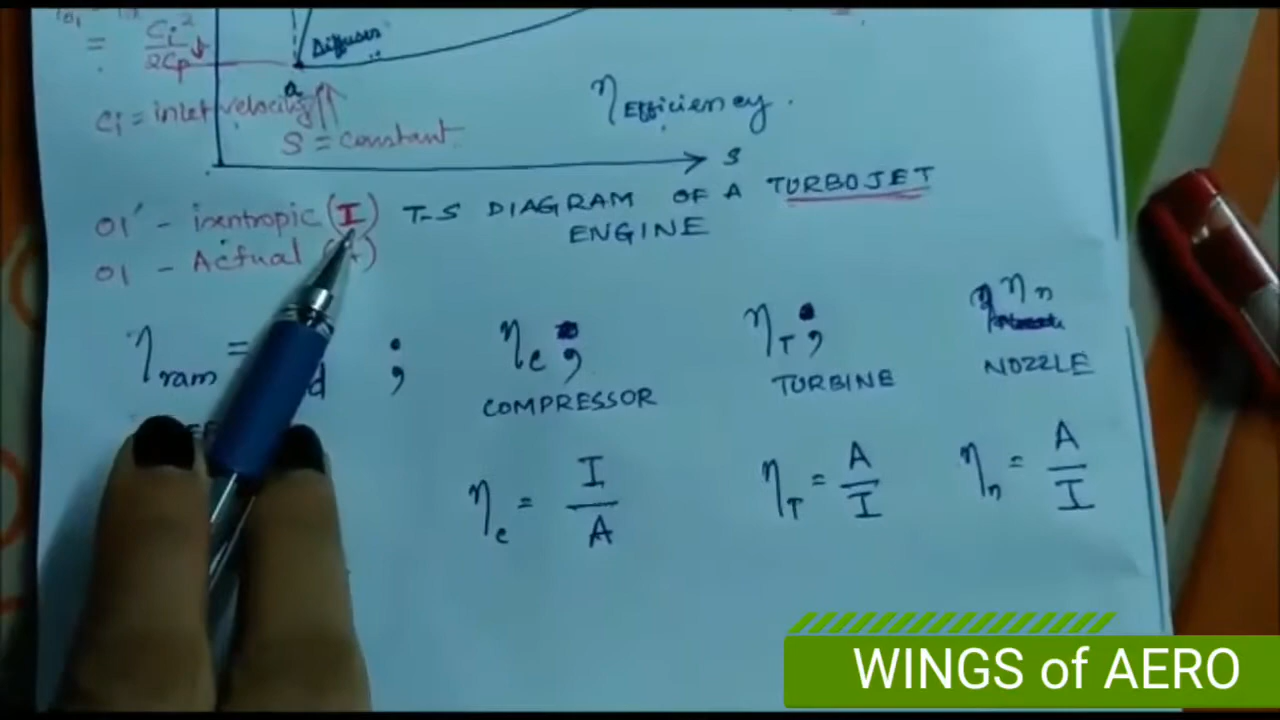 = Ci²/2Cp ↓
Diffuser
a
Ci = inlet velocity
S = constant
η Efficiency.
S
01' - isentropic (I)
01 - Actual
T-S DIAGRAM OF A TURBOJET
ENGINE
ηram =
;
ηc ;
COMPRESSOR
ηT ;
TURBINE
ηn
NOZZLE
ηc = I/A
ηT = A/I
ηn = A/I
WINGS of AERO